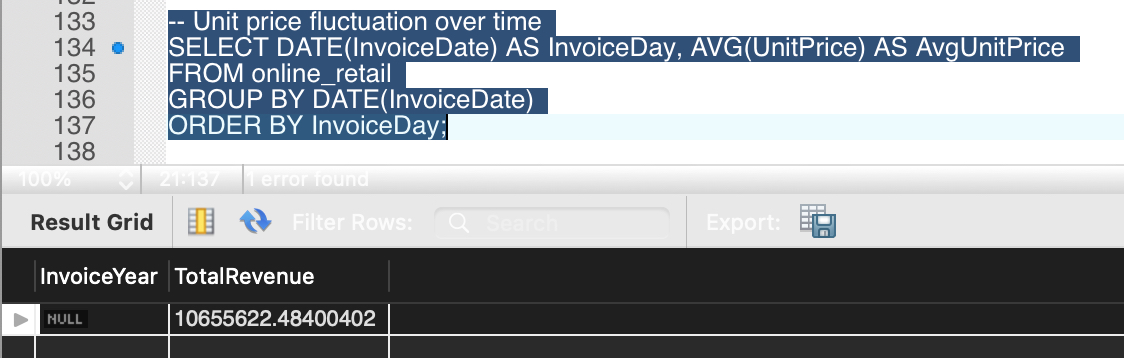 132
133 -- Unit price fluctuation over time
134 SELECT DATE(InvoiceDate) AS InvoiceDay, AVG(UnitPrice) AS AvgUnitPrice
135 FROM online_retail
136 GROUP BY DATE(InvoiceDate)
137 ORDER BY InvoiceDay;
138
100% 21:137 1 error found
Result Grid Filter Rows: Search Export:
InvoiceYear TotalRevenue
NULL 10655622.48400402